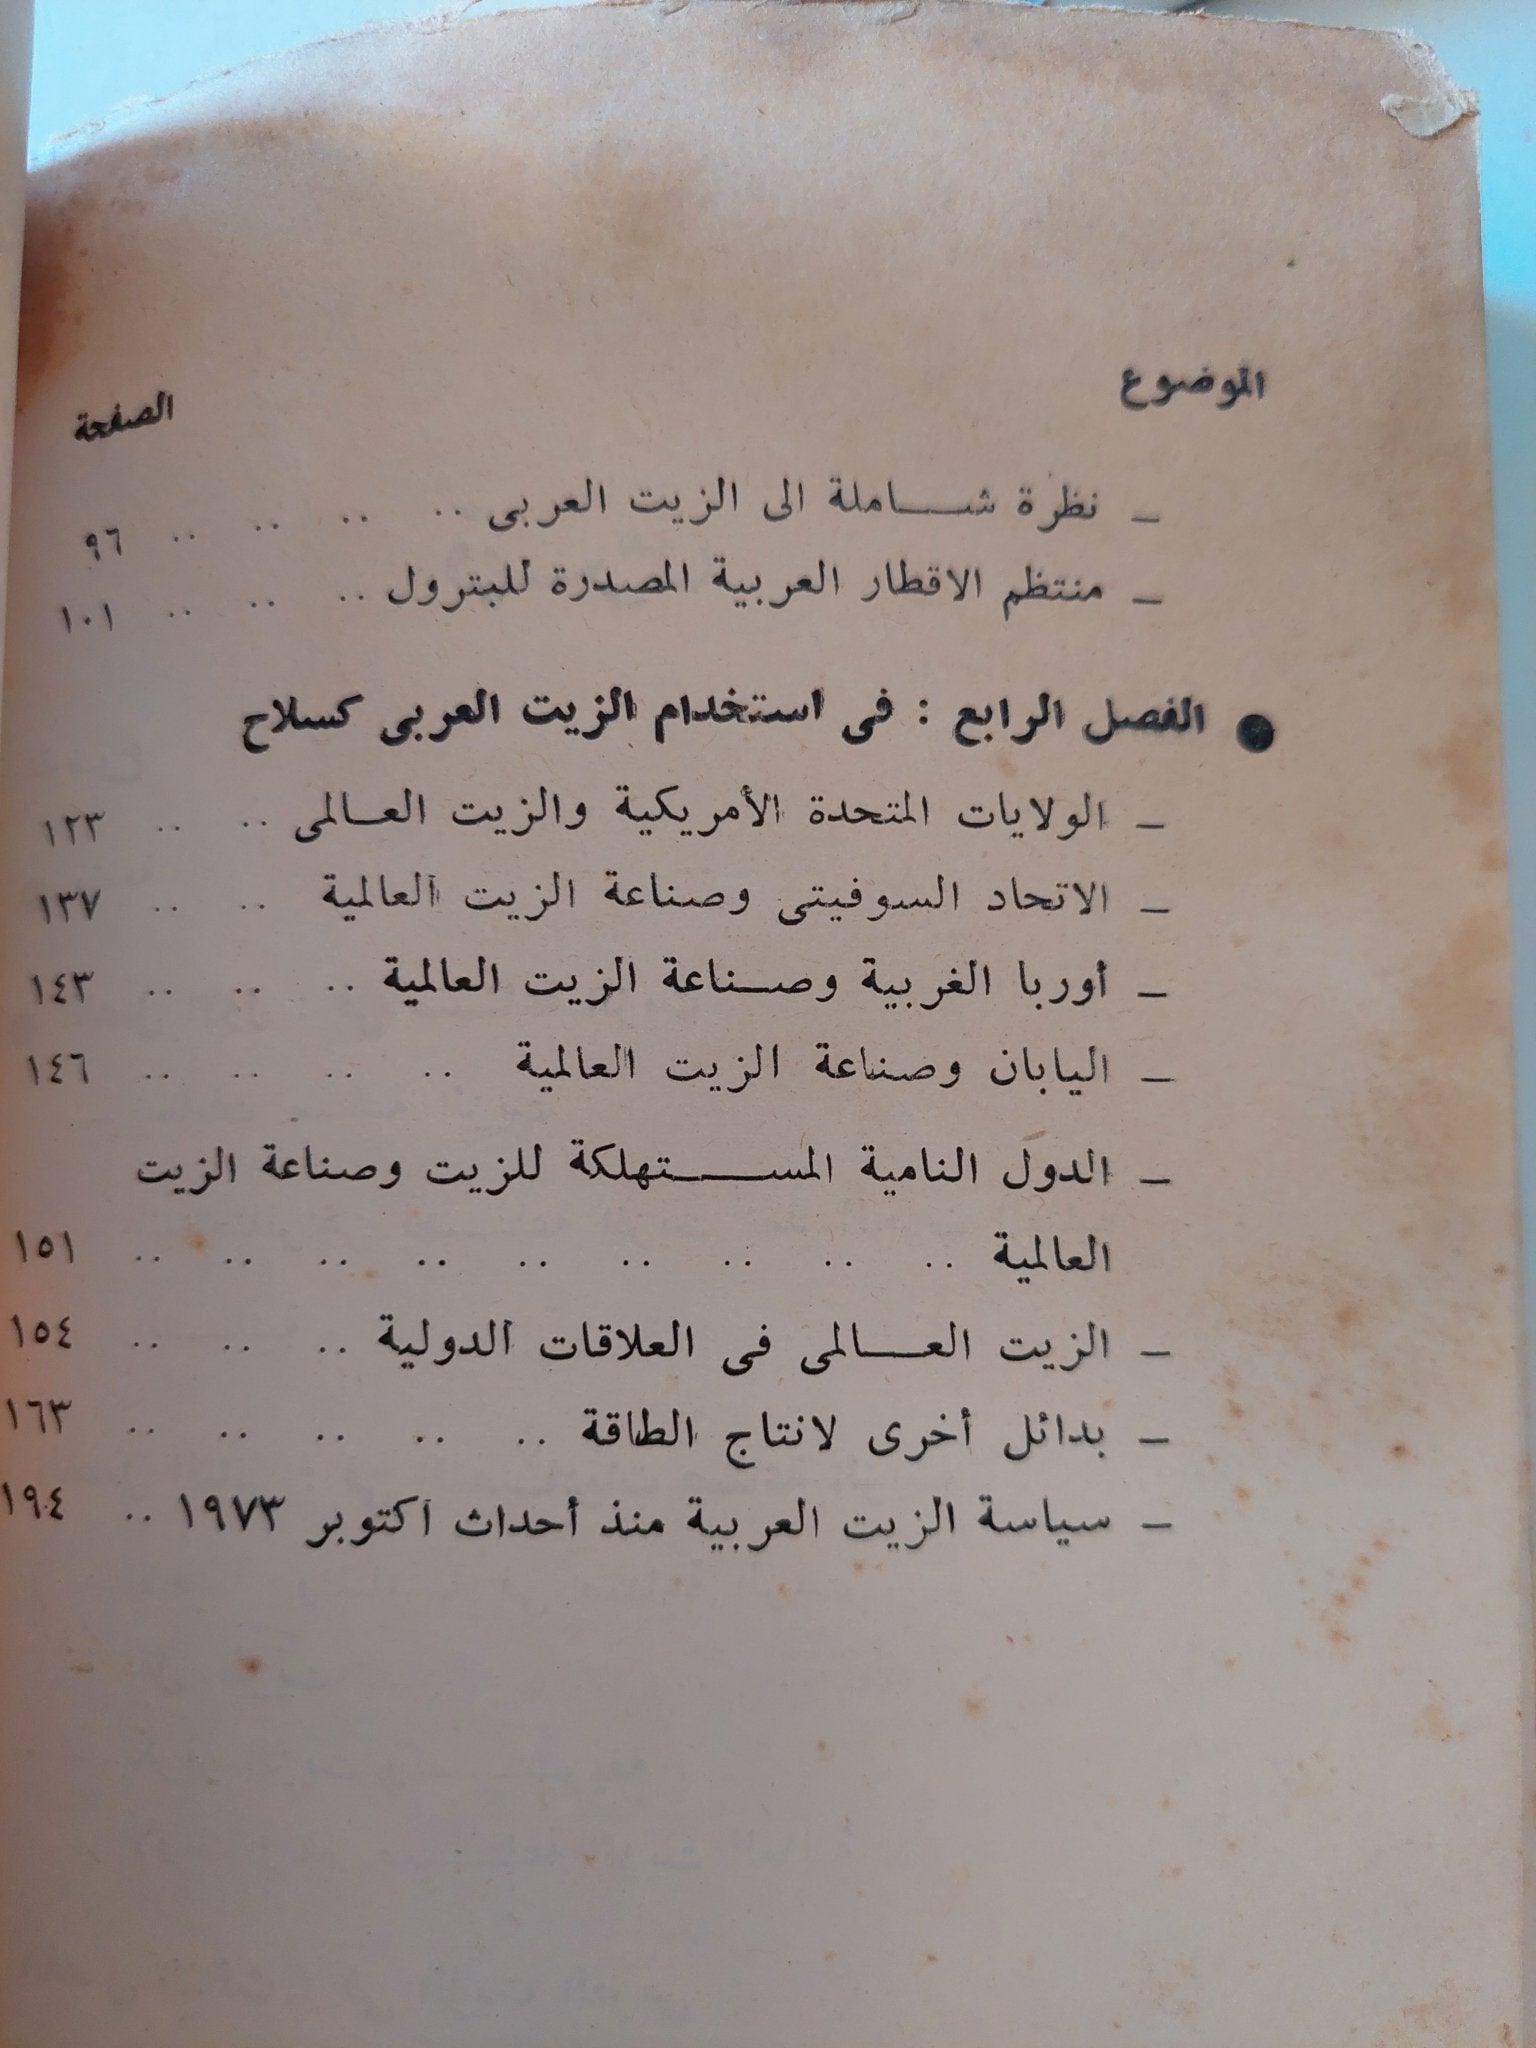 الموضوع
الصفحة
ـ نظرة شاملة الى الزيت العربى .. .. .. .. ٩٦
ـ منتظم الاقطار العربية المصدرة للبترول .. .. .. ١٠١
● الفصل الرابع : فى استخدام الزيت العربى كسلاح
ـ الولايات المتحدة الأمريكية والزيت العالمى .. .. ١٢٣
ـ الاتحاد السوفيتى وصناعة الزيت العالمية .. .. ١٣٧
ـ أوربا الغربية وصناعة الزيت العالمية .. .. .. ١٤٣
ـ اليابان وصناعة الزيت العالمية .. .. .. .. ١٤٦
ـ الدول النامية المستهلكة للزيت وصناعة الزيت
العالمية .. .. .. .. .. .. .. .. .. ١٥١
ـ الزيت العالمى فى العلاقات الدولية .. .. .. ١٥٤
ـ بدائل أخرى لانتاج الطاقة .. .. .. .. .. ١٦٣
ـ سياسة الزيت العربية منذ أحداث اكتوبر ١٩٧٣ .. ١٩٤